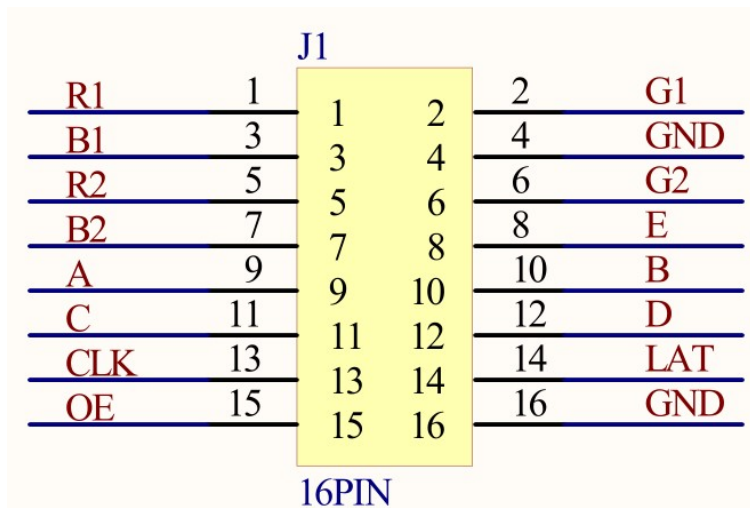 J1
R1 1 1 2 2 G1
B1 3 3 4 4 GND
R2 5 5 6 6 G2
B2 7 7 8 8 E
A 9 9 10 10 B
C 11 11 12 12 D
CLK 13 13 14 14 LAT
OE 15 15 16 16 GND
16PIN